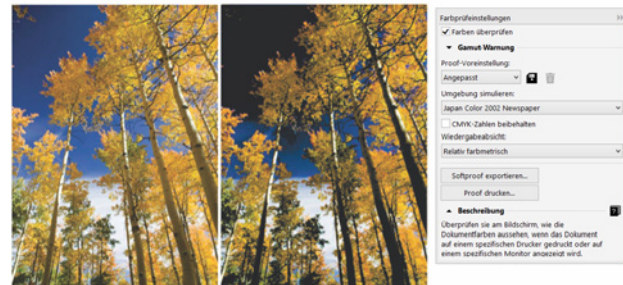 Farbprüfeinstellungen
Farben überprüfen
Gamut-Warnung
Proof-Voreinstellung:
Angepasst
Umgebung simulieren:
Japan Color 2002 Newspaper
CMYK-Zahlen beibehalten
Wiedergabeabsicht:
Relativ farbmetrisch
Softproof exportieren...
Proof drucken...
Beschreibung
Überprüfen sie am Bildschirm, wie die
Dokumentfarben aussehen, wenn das Dokument
auf einem spezifischen Drucker gedruckt oder auf
einem spezifischen Monitor angezeigt wird.